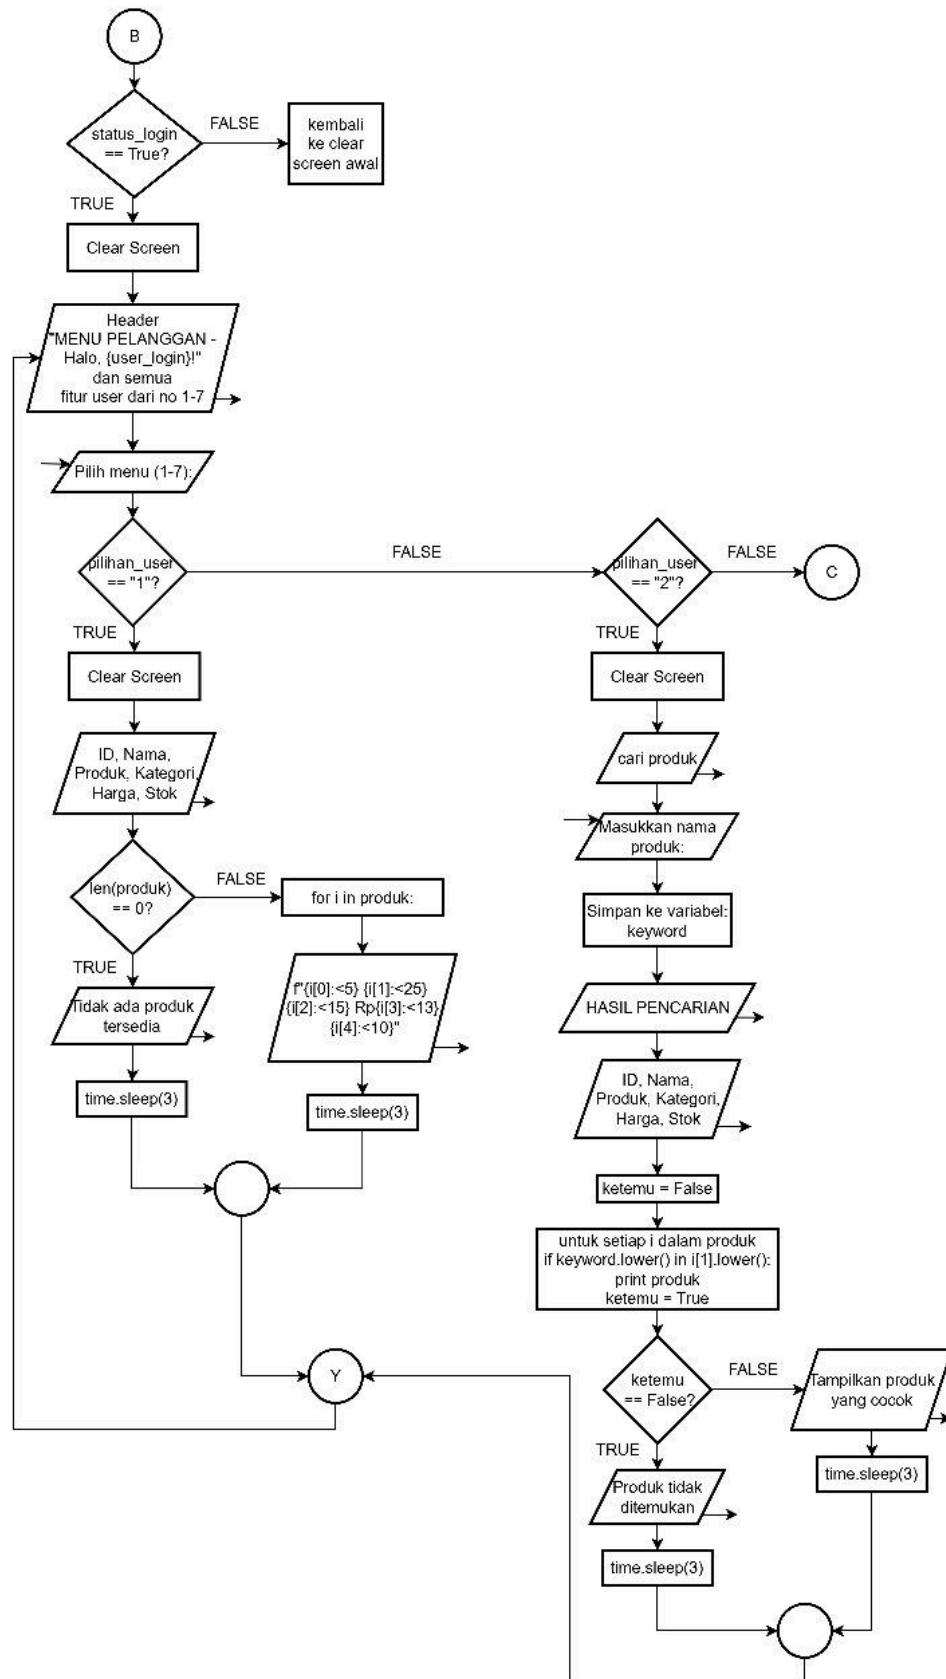 B
status_login
== True?
FALSE
kembali
ke clear
screen awal
TRUE
Clear Screen
Header
"MENU PELANGGAN -
Halo, {user_login}!"
dan semua
fitur user dari no 1-7
Pilih menu (1-7):
pilihan_user
== "1"?
FALSE
pilihan_user
== "2"?
FALSE
C
TRUE
Clear Screen
ID, Nama,
Produk, Kategori,
Harga, Stok
len(produk)
== 0?
FALSE
for i in produk:
f"{i[0]:<5} {i[1]:<25}
{i[2]:<15} Rp{i[3]:<13}
{i[4]:<10}"
time.sleep(3)
TRUE
Tidak ada produk
tersedia
time.sleep(3)
TRUE
Clear Screen
cari produk
Masukkan nama
produk:
Simpan ke variabel:
keyword
HASIL PENCARIAN
ID, Nama,
Produk, Kategori,
Harga, Stok
ketemu = False
untuk setiap i dalam produk
if keyword.lower() in i[1].lower():
print produk
ketemu = True
ketemu
== False?
FALSE
Tampilkan produk
yang cocok
time.sleep(3)
TRUE
Produk tidak
ditemukan
time.sleep(3)
Y